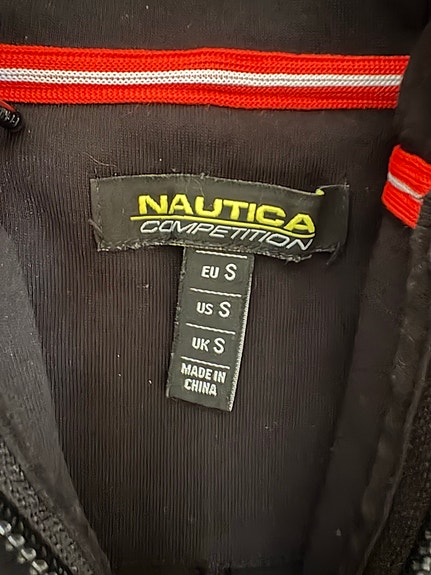 NAUTICA
COMPETITION
EU S
US S
UK S
MADE IN
CHINA